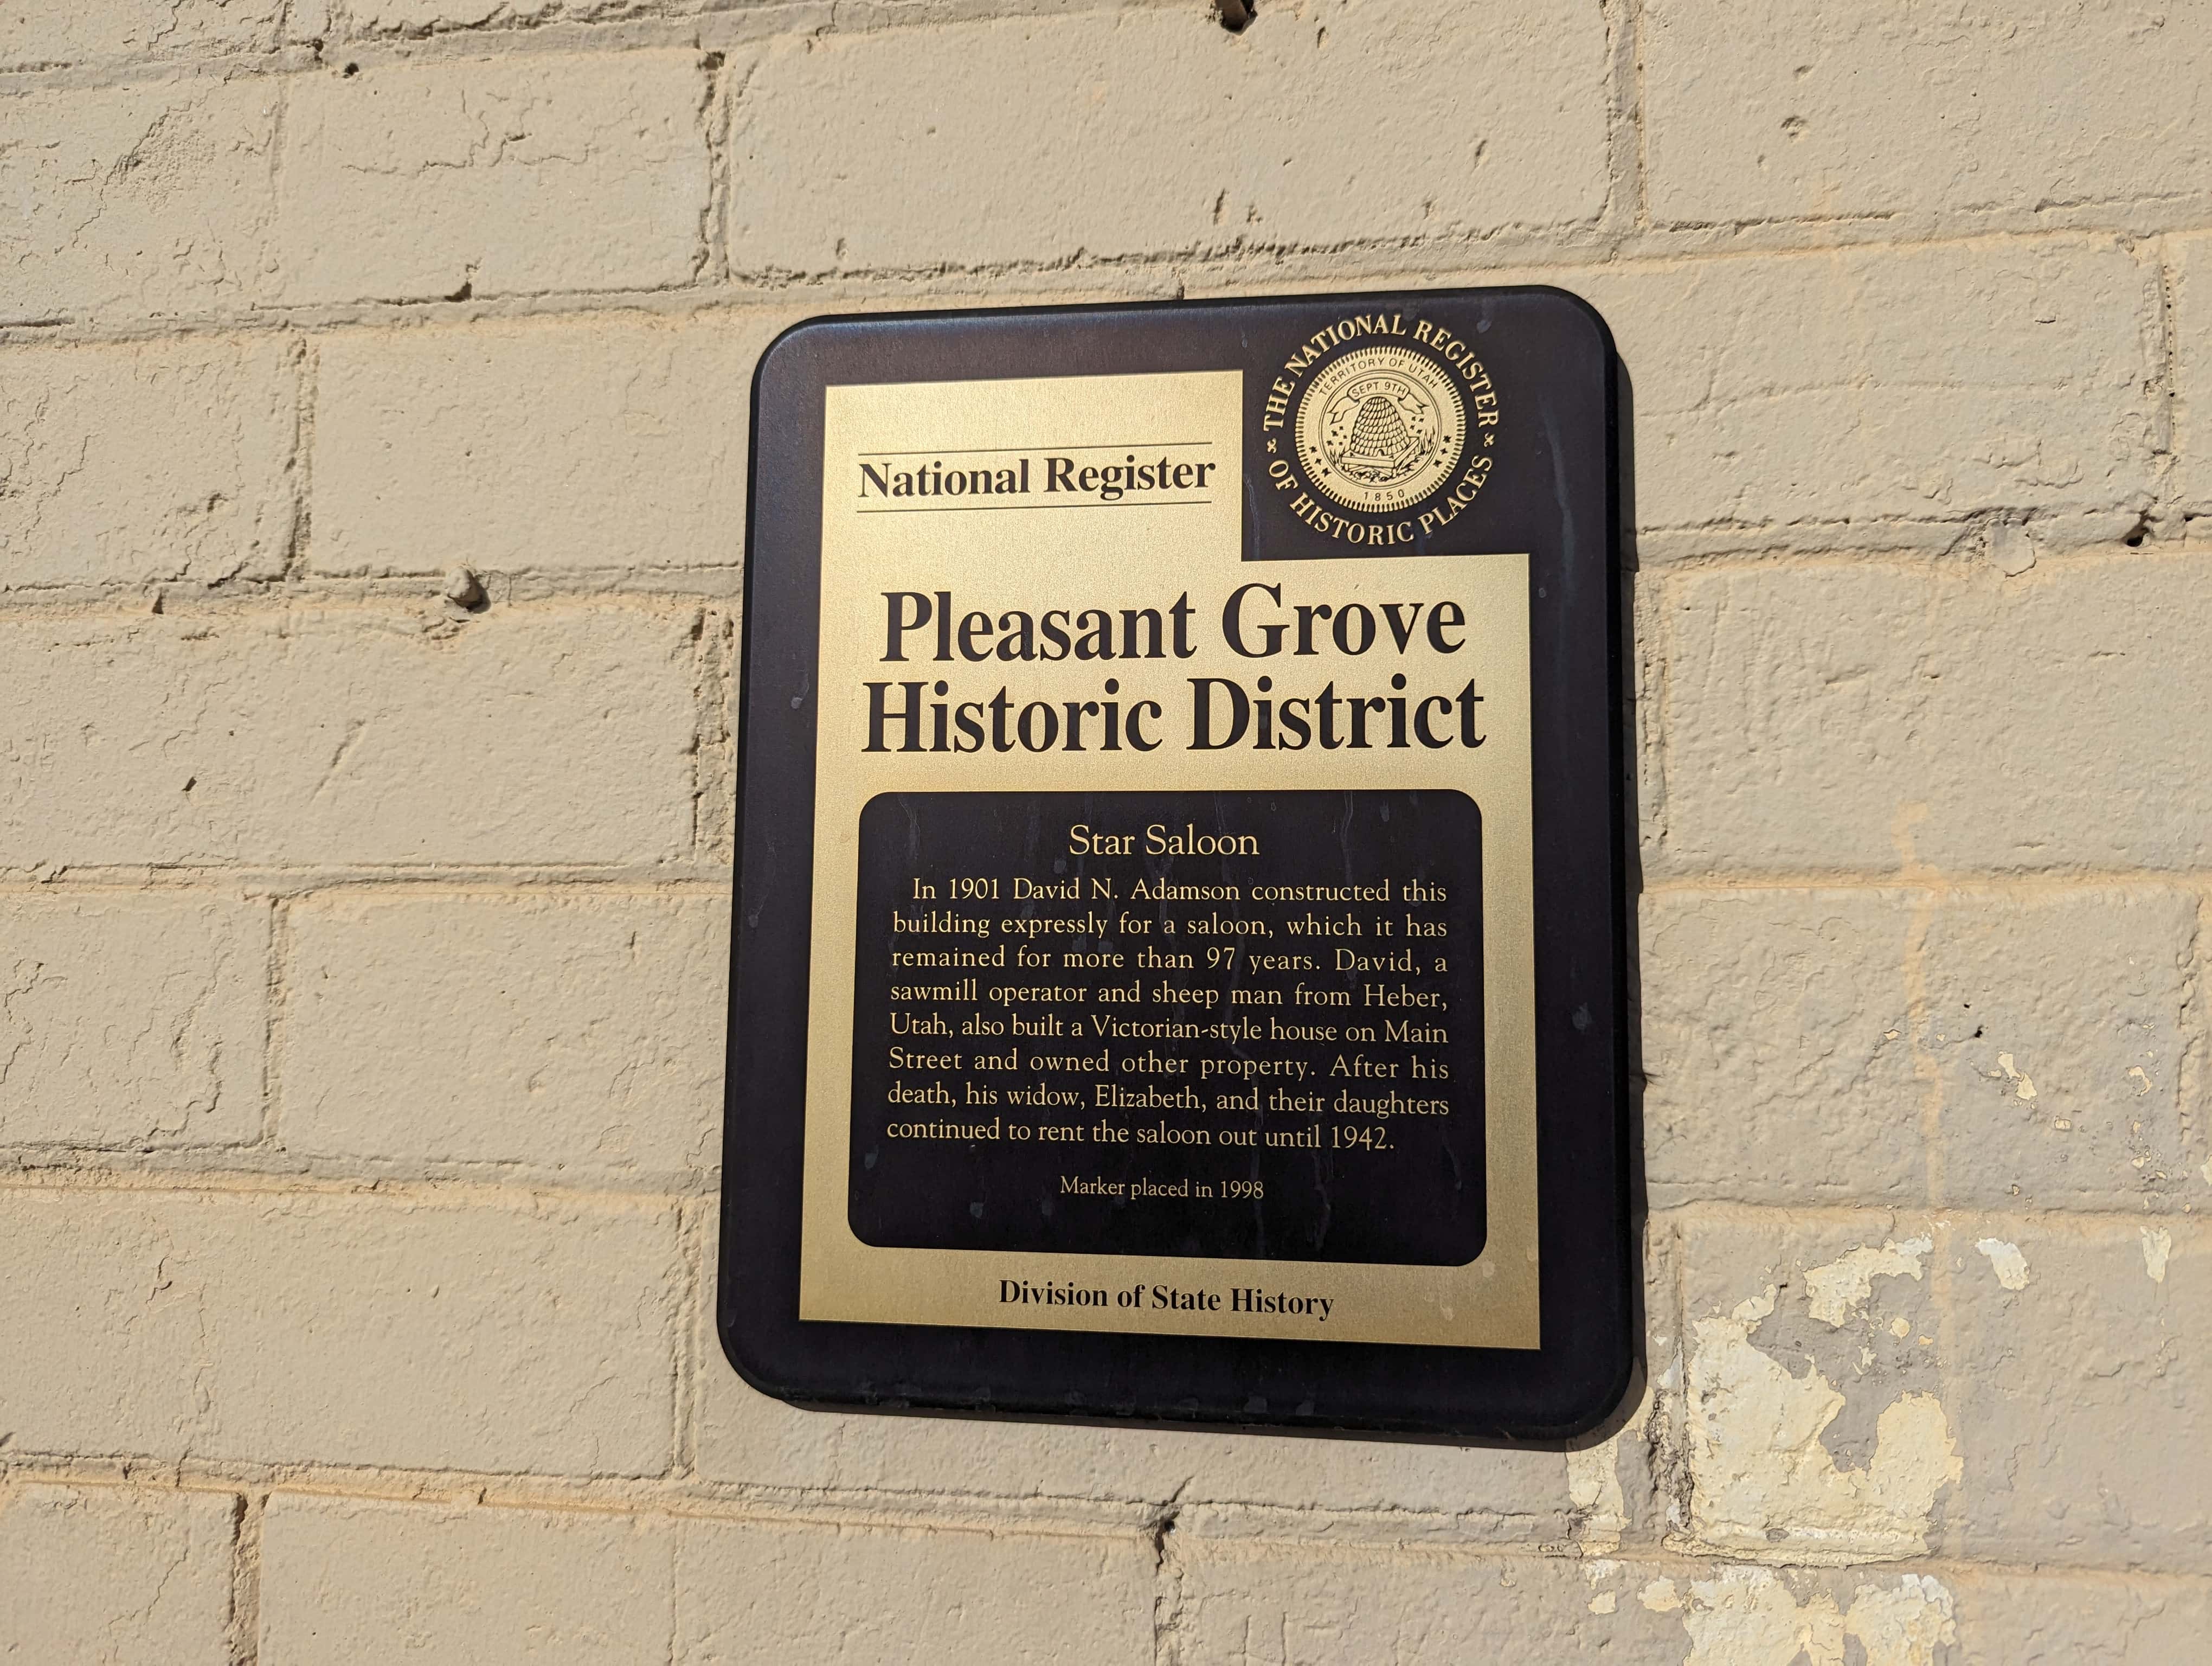 THE NATIONAL REGISTER
OF HISTORIC PLACES
TERRITORY OF UTAH
SEPT 9TH
1850
National Register
Pleasant Grove
Historic District
Star Saloon
In 1901 David N. Adamson constructed this
building expressly for a saloon, which it has
remained for more than 97 years. David, a
sawmill operator and sheep man from Heber,
Utah, also built a Victorian-style house on Main
Street and owned other property. After his
death, his widow, Elizabeth, and their daughters
continued to rent the saloon out until 1942.
Marker placed in 1998
Division of State History